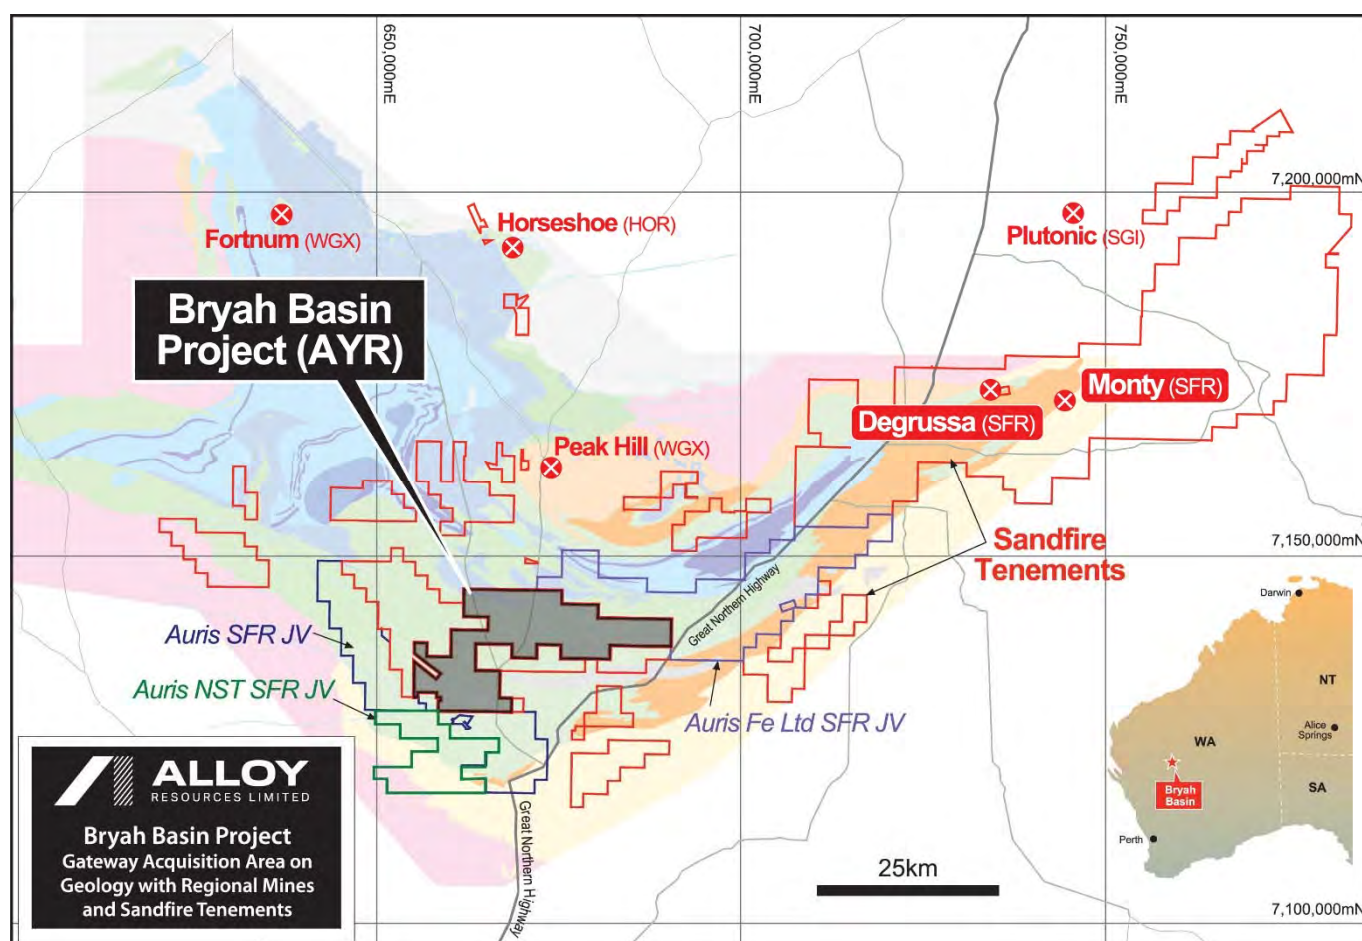 650,000mE
700,000mE
750,000mE
7,200,000mN
Fortnum (WGX)
Horseshoe (HOR)
Plutonic (SGI)
Bryah Basin
Project (AYR)
Monty (SFR)
Degrussa (SFR)
Peak Hill (WGX)
Sandfire
Tenements
7,150,000mN
Great Northern Highway
Auris SFR JV
Auris NST SFR JV
Auris Fe Ltd SFR JV
Darwin
NT
Alice
Springs
WA
SA
Bryah
Basin
Perth
ALLOY
RESOURCES LIMITED
Bryah Basin Project
Gateway Acquisition Area on
Geology with Regional Mines
and Sandfire Tenements
Great Northern Highway
25km
7,100,000mN